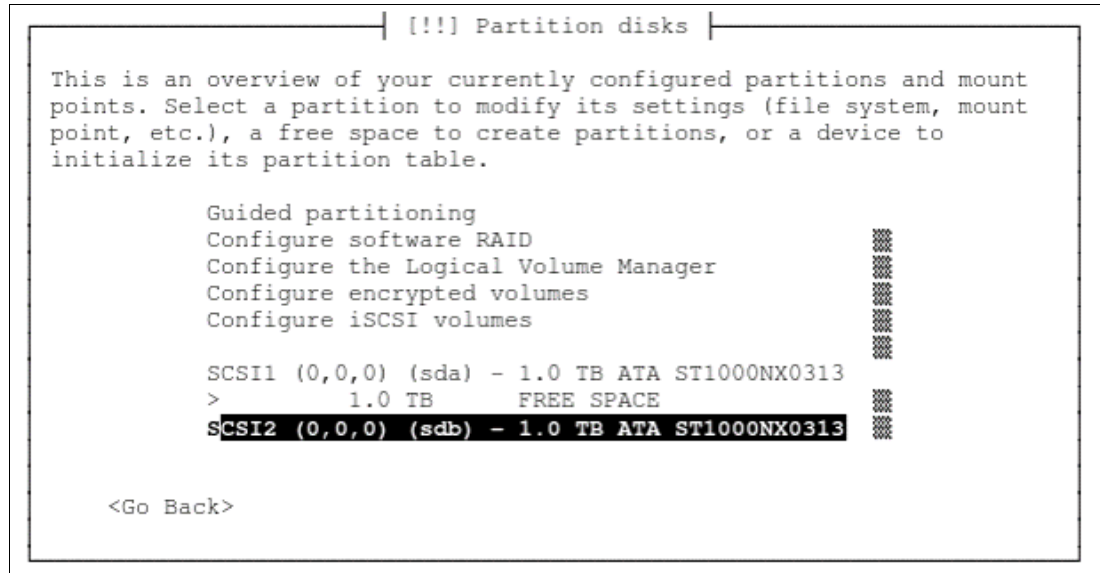 [!!] Partition disks
This is an overview of your currently configured partitions and mount
points. Select a partition to modify its settings (file system, mount
point, etc.), a free space to create partitions, or a device to
initialize its partition table.
Guided partitioning
Configure software RAID
Configure the Logical Volume Manager
Configure encrypted volumes
Configure iSCSI volumes
SCSI1 (0,0,0) (sda) - 1.0 TB ATA ST1000NX0313
> 1.0 TB FREE SPACE
SCSI2 (0,0,0) (sdb) - 1.0 TB ATA ST1000NX0313
<Go Back>